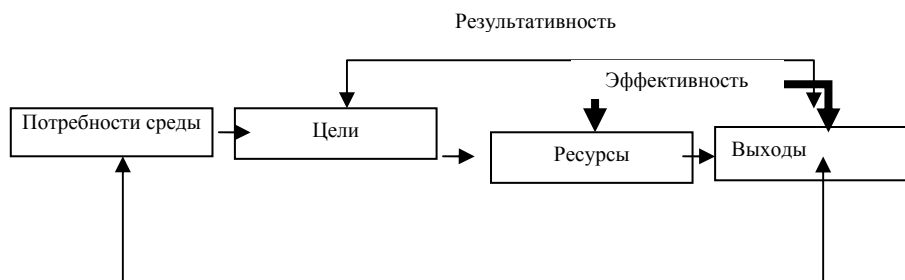 Результативность
Эффективность
Потребности среды
Цели
Ресурсы
Выходы